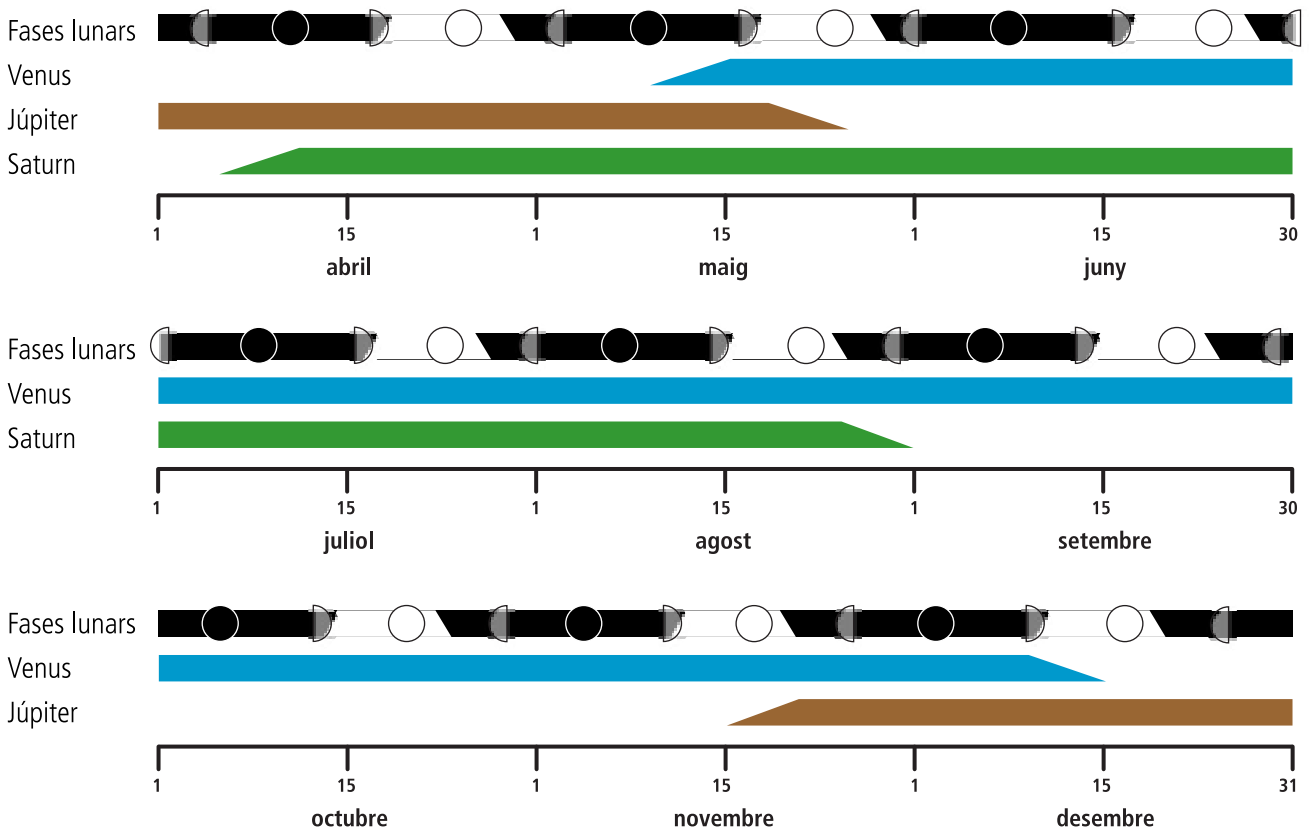 Fases lunars
Venus
Júpiter
Saturn
1 15 1 15 1 15 30
abril maig juny
Fases lunars
Venus
Saturn
1 15 1 15 1 15 30
juliol agost setembre
Fases lunars
Venus
Júpiter
1 15 1 15 1 15 31
octubre novembre desembre